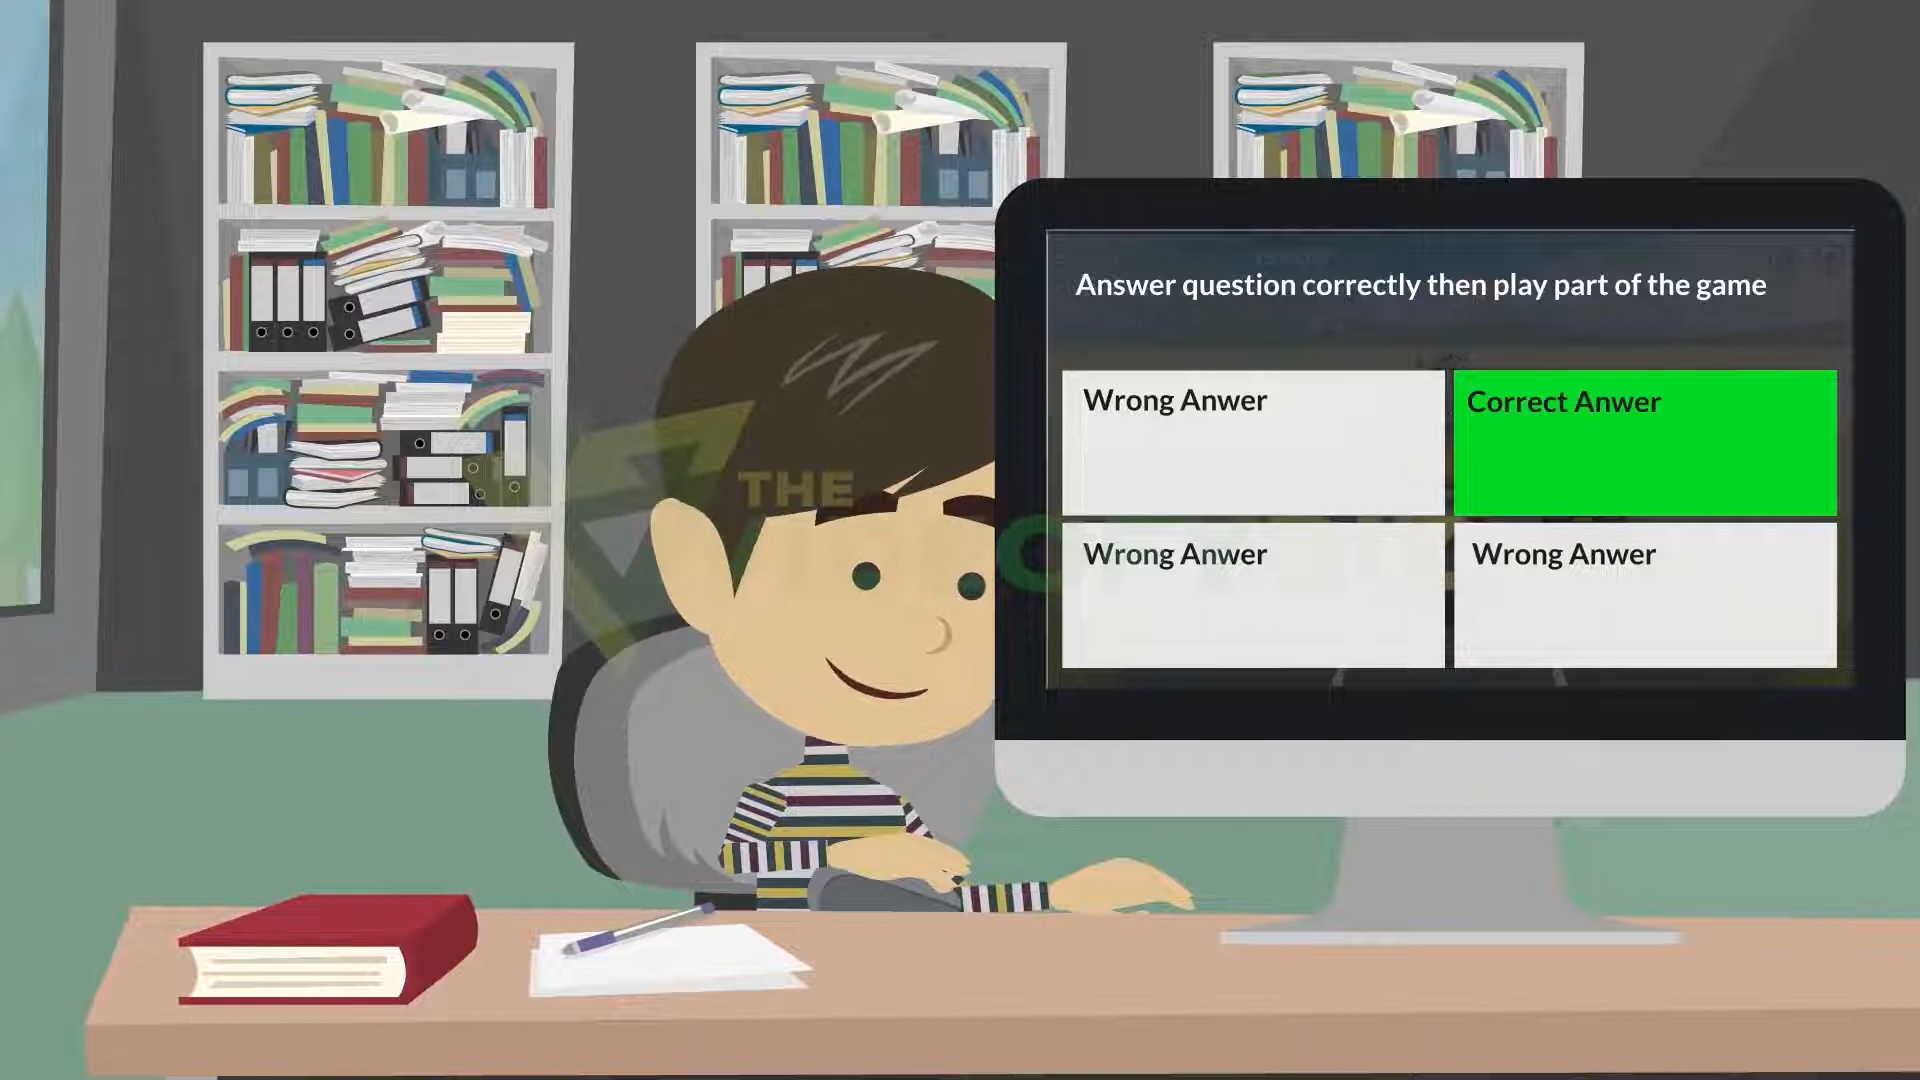 Answer question correctly then play part of the game
Wrong Anwer
Correct Anwer
Wrong Anwer
Wrong Anwer
THE